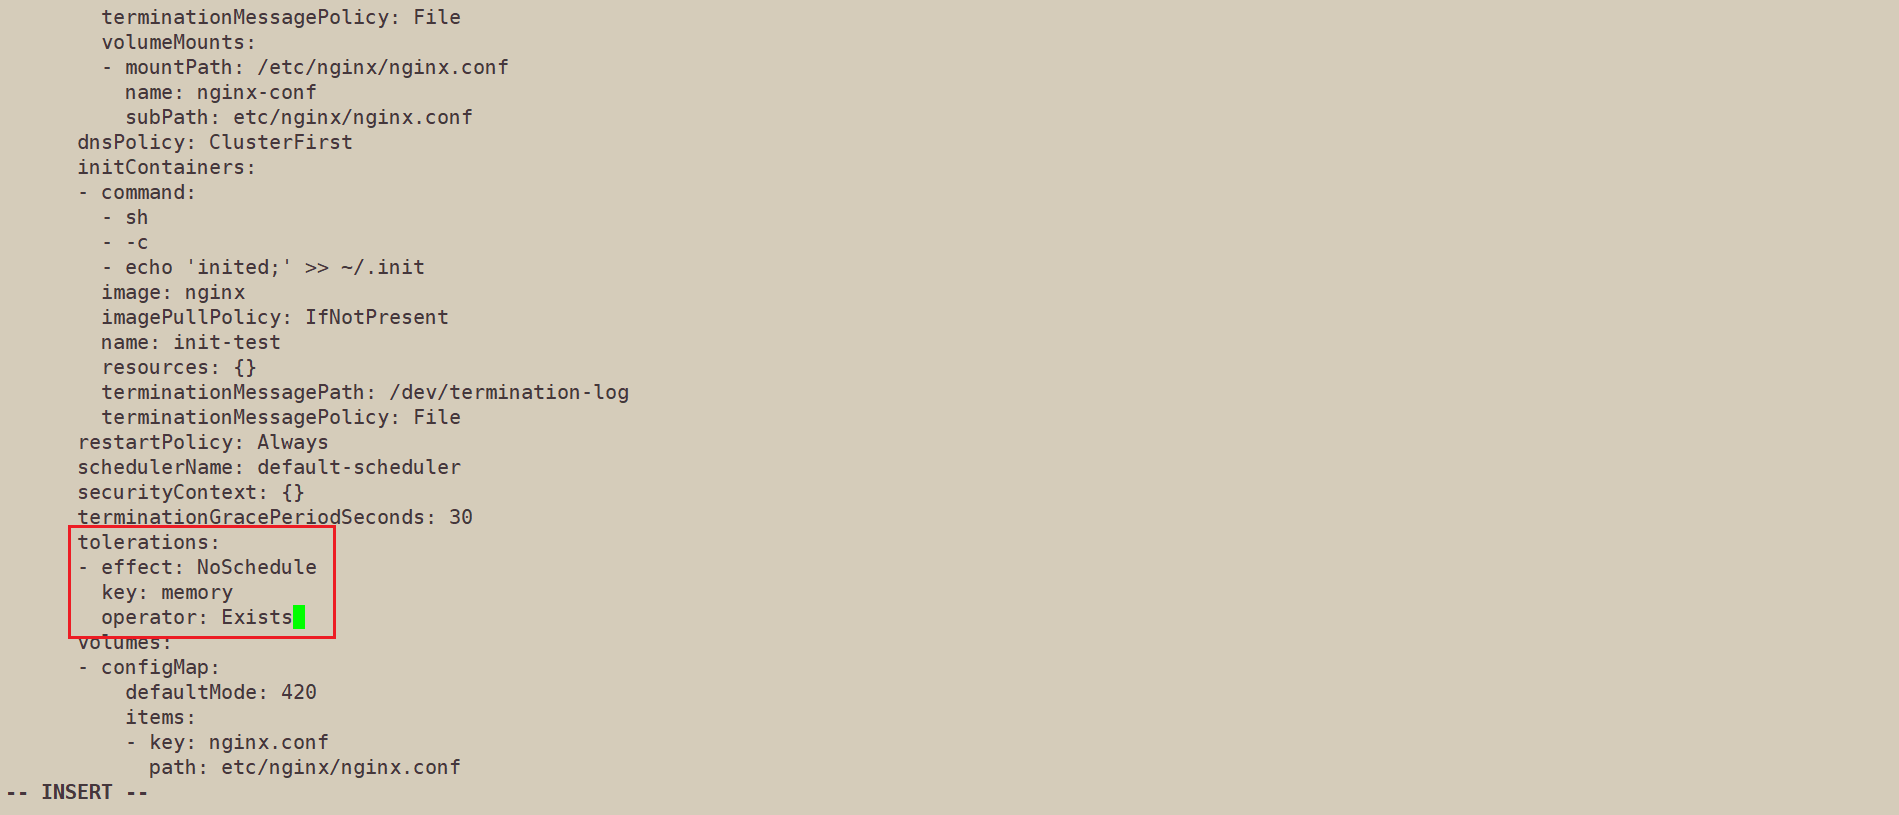 terminationMessagePolicy: File
        volumeMounts:
        - mountPath: /etc/nginx/nginx.conf
          name: nginx-conf
          subPath: etc/nginx/nginx.conf
      dnsPolicy: ClusterFirst
      initContainers:
      - command:
        - sh
        - -c
        - echo 'inited;' >> ~/.init
        image: nginx
        imagePullPolicy: IfNotPresent
        name: init-test
        resources: {}
        terminationMessagePath: /dev/termination-log
        terminationMessagePolicy: File
      restartPolicy: Always
      schedulerName: default-scheduler
      securityContext: {}
      terminationGracePeriodSeconds: 30
      tolerations:
      - effect: NoSchedule
        key: memory
        operator: Exists
      volumes:
      - configMap:
          defaultMode: 420
          items:
          - key: nginx.conf
            path: etc/nginx/nginx.conf
-- INSERT --